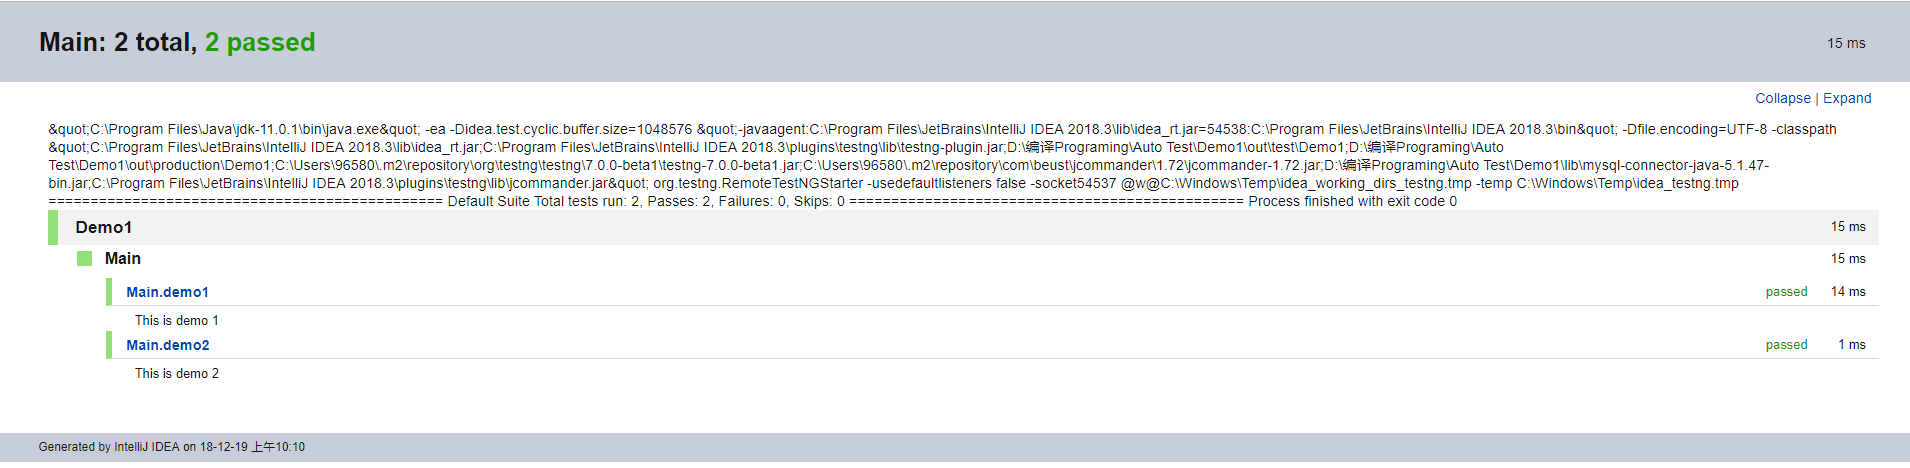 Main: 2 total, 2 passed
15 ms
Collapse | Expand
&quot;C:\Program Files\Java\jdk-11.0.1\bin\java.exe&quot; -ea -Didea.test.cyclic.buffer.size=1048576 &quot;-javaagent:C:\Program Files\JetBrains\IntelliJ IDEA 2018.3\lib\idea_rt.jar=54538:C:\Program Files\JetBrains\IntelliJ IDEA 2018.3\bin&quot; -Dfile.encoding=UTF-8 -classpath
&quot;C:\Program Files\JetBrains\IntelliJ IDEA 2018.3\lib\idea_rt.jar;C:\Program Files\JetBrains\IntelliJ IDEA 2018.3\plugins\testng\lib\testng-plugin.jar;D:\编译Programing\Auto Test\Demo1\out\test\Demo1;D:\编译Programing\Auto
Test\Demo1\out\production\Demo1;C:\Users\96580\.m2\repository\org\testng\testng\7.0.0-beta1\testng-7.0.0-beta1.jar;C:\Users\96580\.m2\repository\com\beust\jcommander\1.72\jcommander-1.72.jar;D:\编译Programing\Auto Test\Demo1\lib\mysql-connector-java-5.1.47-
bin.jar;C:\Program Files\JetBrains\IntelliJ IDEA 2018.3\plugins\testng\lib\jcommander.jar&quot; org.testng.RemoteTestNGStarter -usedefaultlisteners false -socket54537 @w@C:\Windows\Temp\idea_working_dirs_testng.tmp -temp C:\Windows\Temp\idea_testng.tmp
=============================================== Default Suite Total tests run: 2, Passes: 2, Failures: 0, Skips: 0 =============================================== Process finished with exit code 0
Demo1 15 ms
Main 15 ms
Main.demo1 passed 14 ms
This is demo 1
Main.demo2 passed 1 ms
This is demo 2
Generated by IntelliJ IDEA on 18-12-19 上午10:10